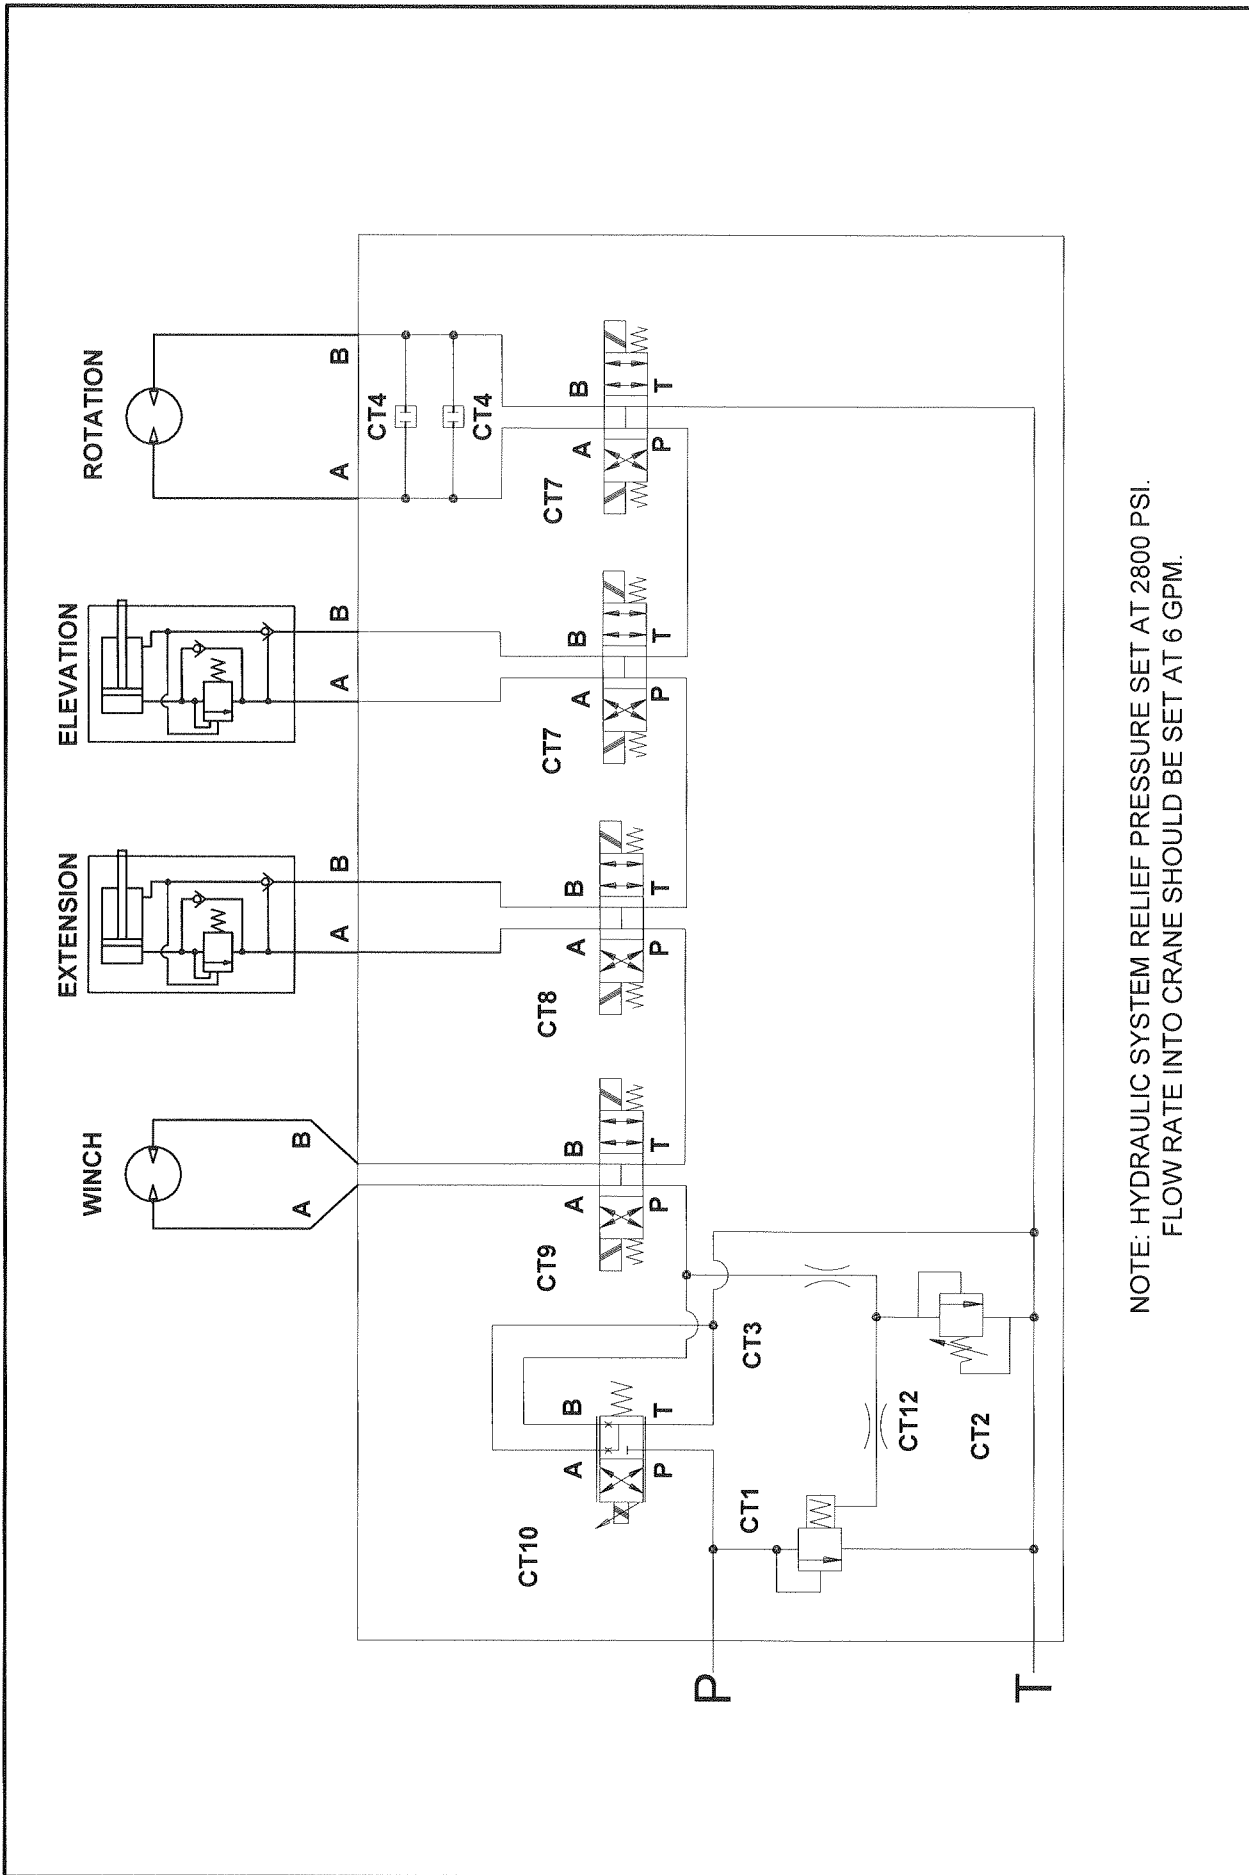 WINCH
EXTENSION
ELEVATION
ROTATION
A
B
A
B
A
B
A
B
CT4
CT4
CT10
A
B
P
T
CT9
A
B
P
T
CT8
A
B
P
T
CT7
A
B
P
T
CT7
A
B
P
T
P
CT1
CT3
CT12
CT2
T
NOTE: HYDRAULIC SYSTEM RELIEF PRESSURE SET AT 2800 PSI.
FLOW RATE INTO CRANE SHOULD BE SET AT 6 GPM.